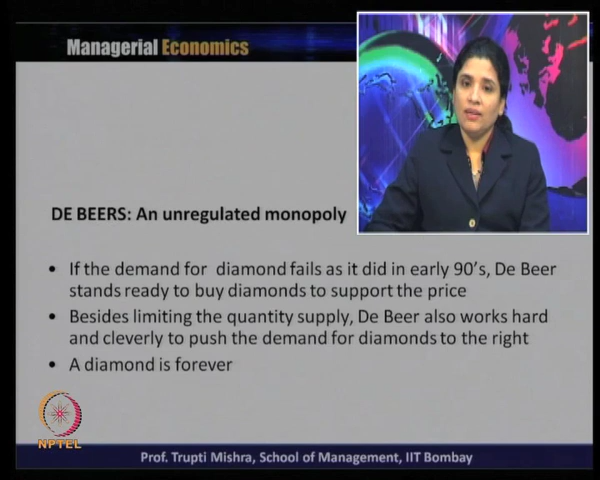 Managerial Economics
DE BEERS: An unregulated monopoly
• If the demand for diamond fails as it did in early 90's, De Beer
stands ready to buy diamonds to support the price
• Besides limiting the quantity supply, De Beer also works hard
and cleverly to push the demand for diamonds to the right
• A diamond is forever
NPTEL
Prof. Trupti Mishra, School of Management, IIT Bombay